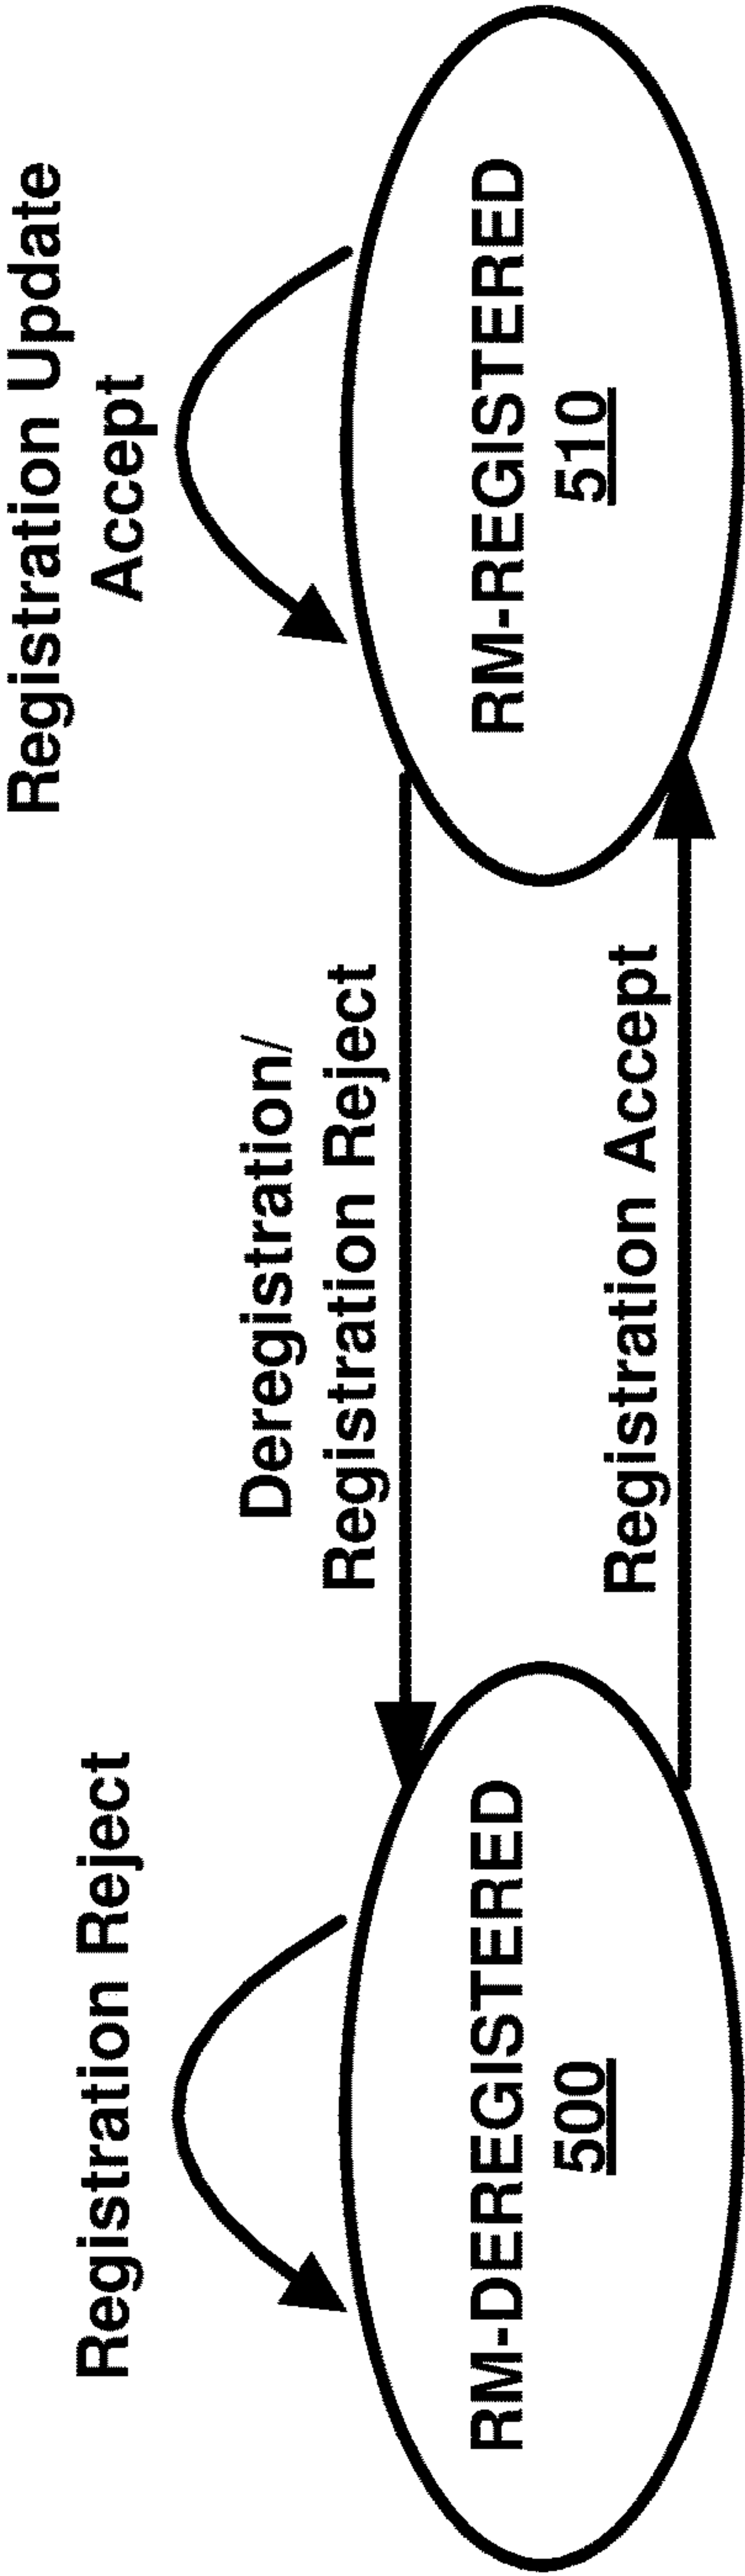 Registration Reject
RM-DEREGISTERED
500
Deregistration/
Registration Reject
Registration Accept
Registration Update
Accept
RM-REGISTERED
510